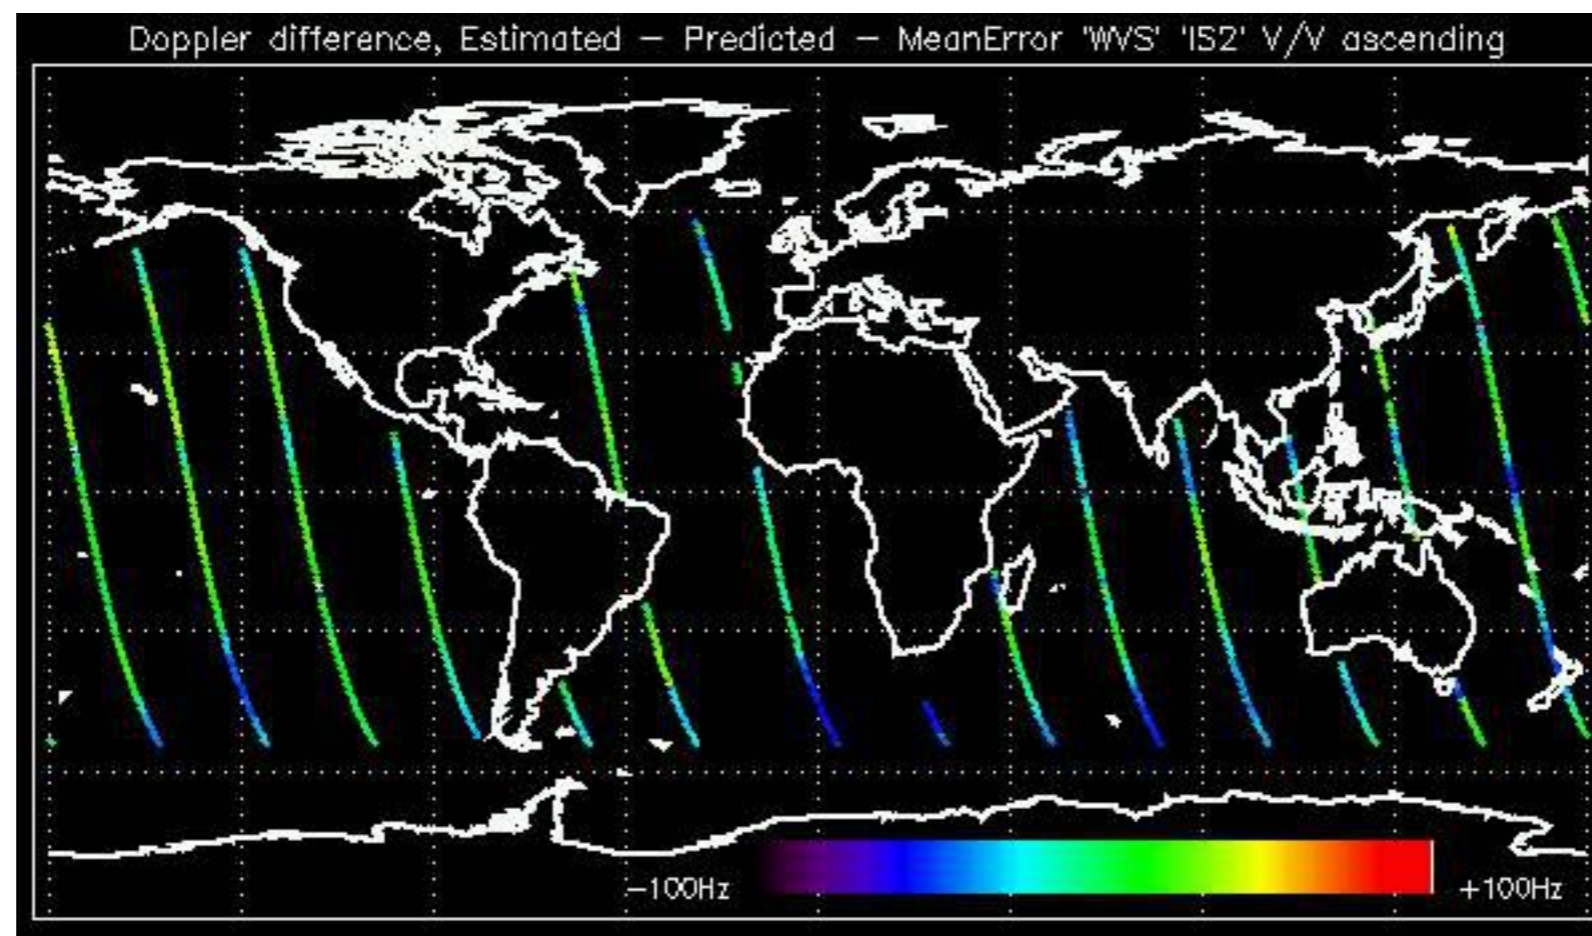 Doppler difference, Estimated – Predicted – MeanError 'WVS' 'IS2' V/V ascending
–100Hz
+100Hz